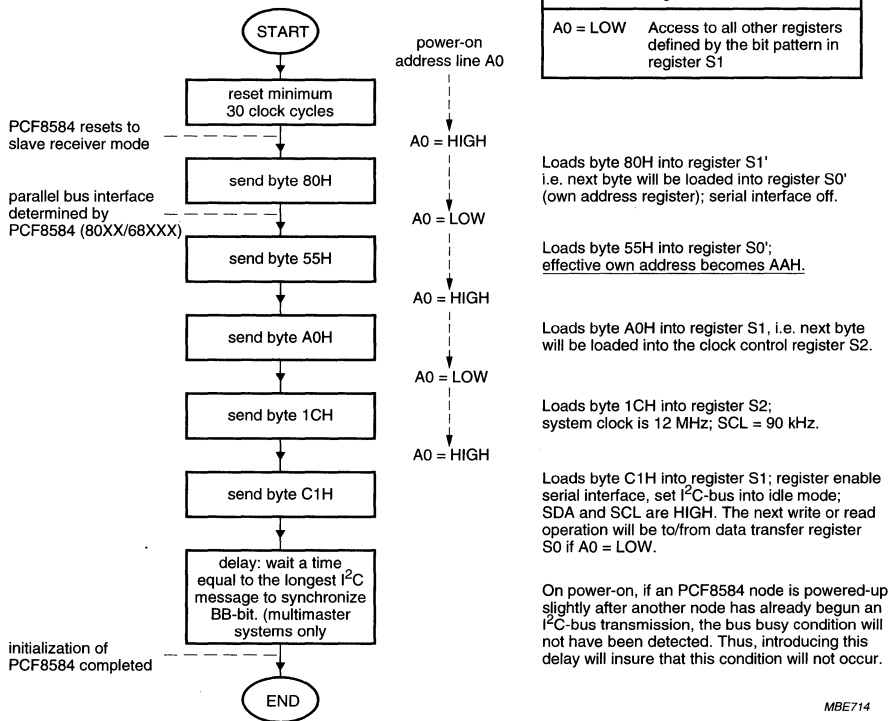 START
power-on
address line A0
A0 = LOW Access to all other registers
defined by the bit pattern in
register S1
reset minimum
30 clock cycles
PCF8584 resets to
slave receiver mode
A0 = HIGH
send byte 80H
Loads byte 80H into register S1'
i.e. next byte will be loaded into register S0'
(own address register); serial interface off.
parallel bus interface
determined by
PCF8584 (80XX/68XXX)
A0 = LOW
send byte 55H
Loads byte 55H into register S0';
effective own address becomes AAH.
A0 = HIGH
send byte A0H
Loads byte A0H into register S1, i.e. next byte
will be loaded into the clock control register S2.
A0 = LOW
send byte 1CH
Loads byte 1CH into register S2;
system clock is 12 MHz; SCL = 90 kHz.
A0 = HIGH
send byte C1H
Loads byte C1H into register S1; register enable
serial interface, set I²C-bus into idle mode;
SDA and SCL are HIGH. The next write or read
operation will be to/from data transfer register
S0 if A0 = LOW.
delay: wait a time
equal to the longest I²C
message to synchronize
BB-bit. (multimaster
systems only
On power-on, if an PCF8584 node is powered-up
slightly after another node has already begun an
I²C-bus transmission, the bus busy condition will
not have been detected. Thus, introducing this
delay will insure that this condition will not occur.
initialization of
PCF8584 completed
END
MBE714